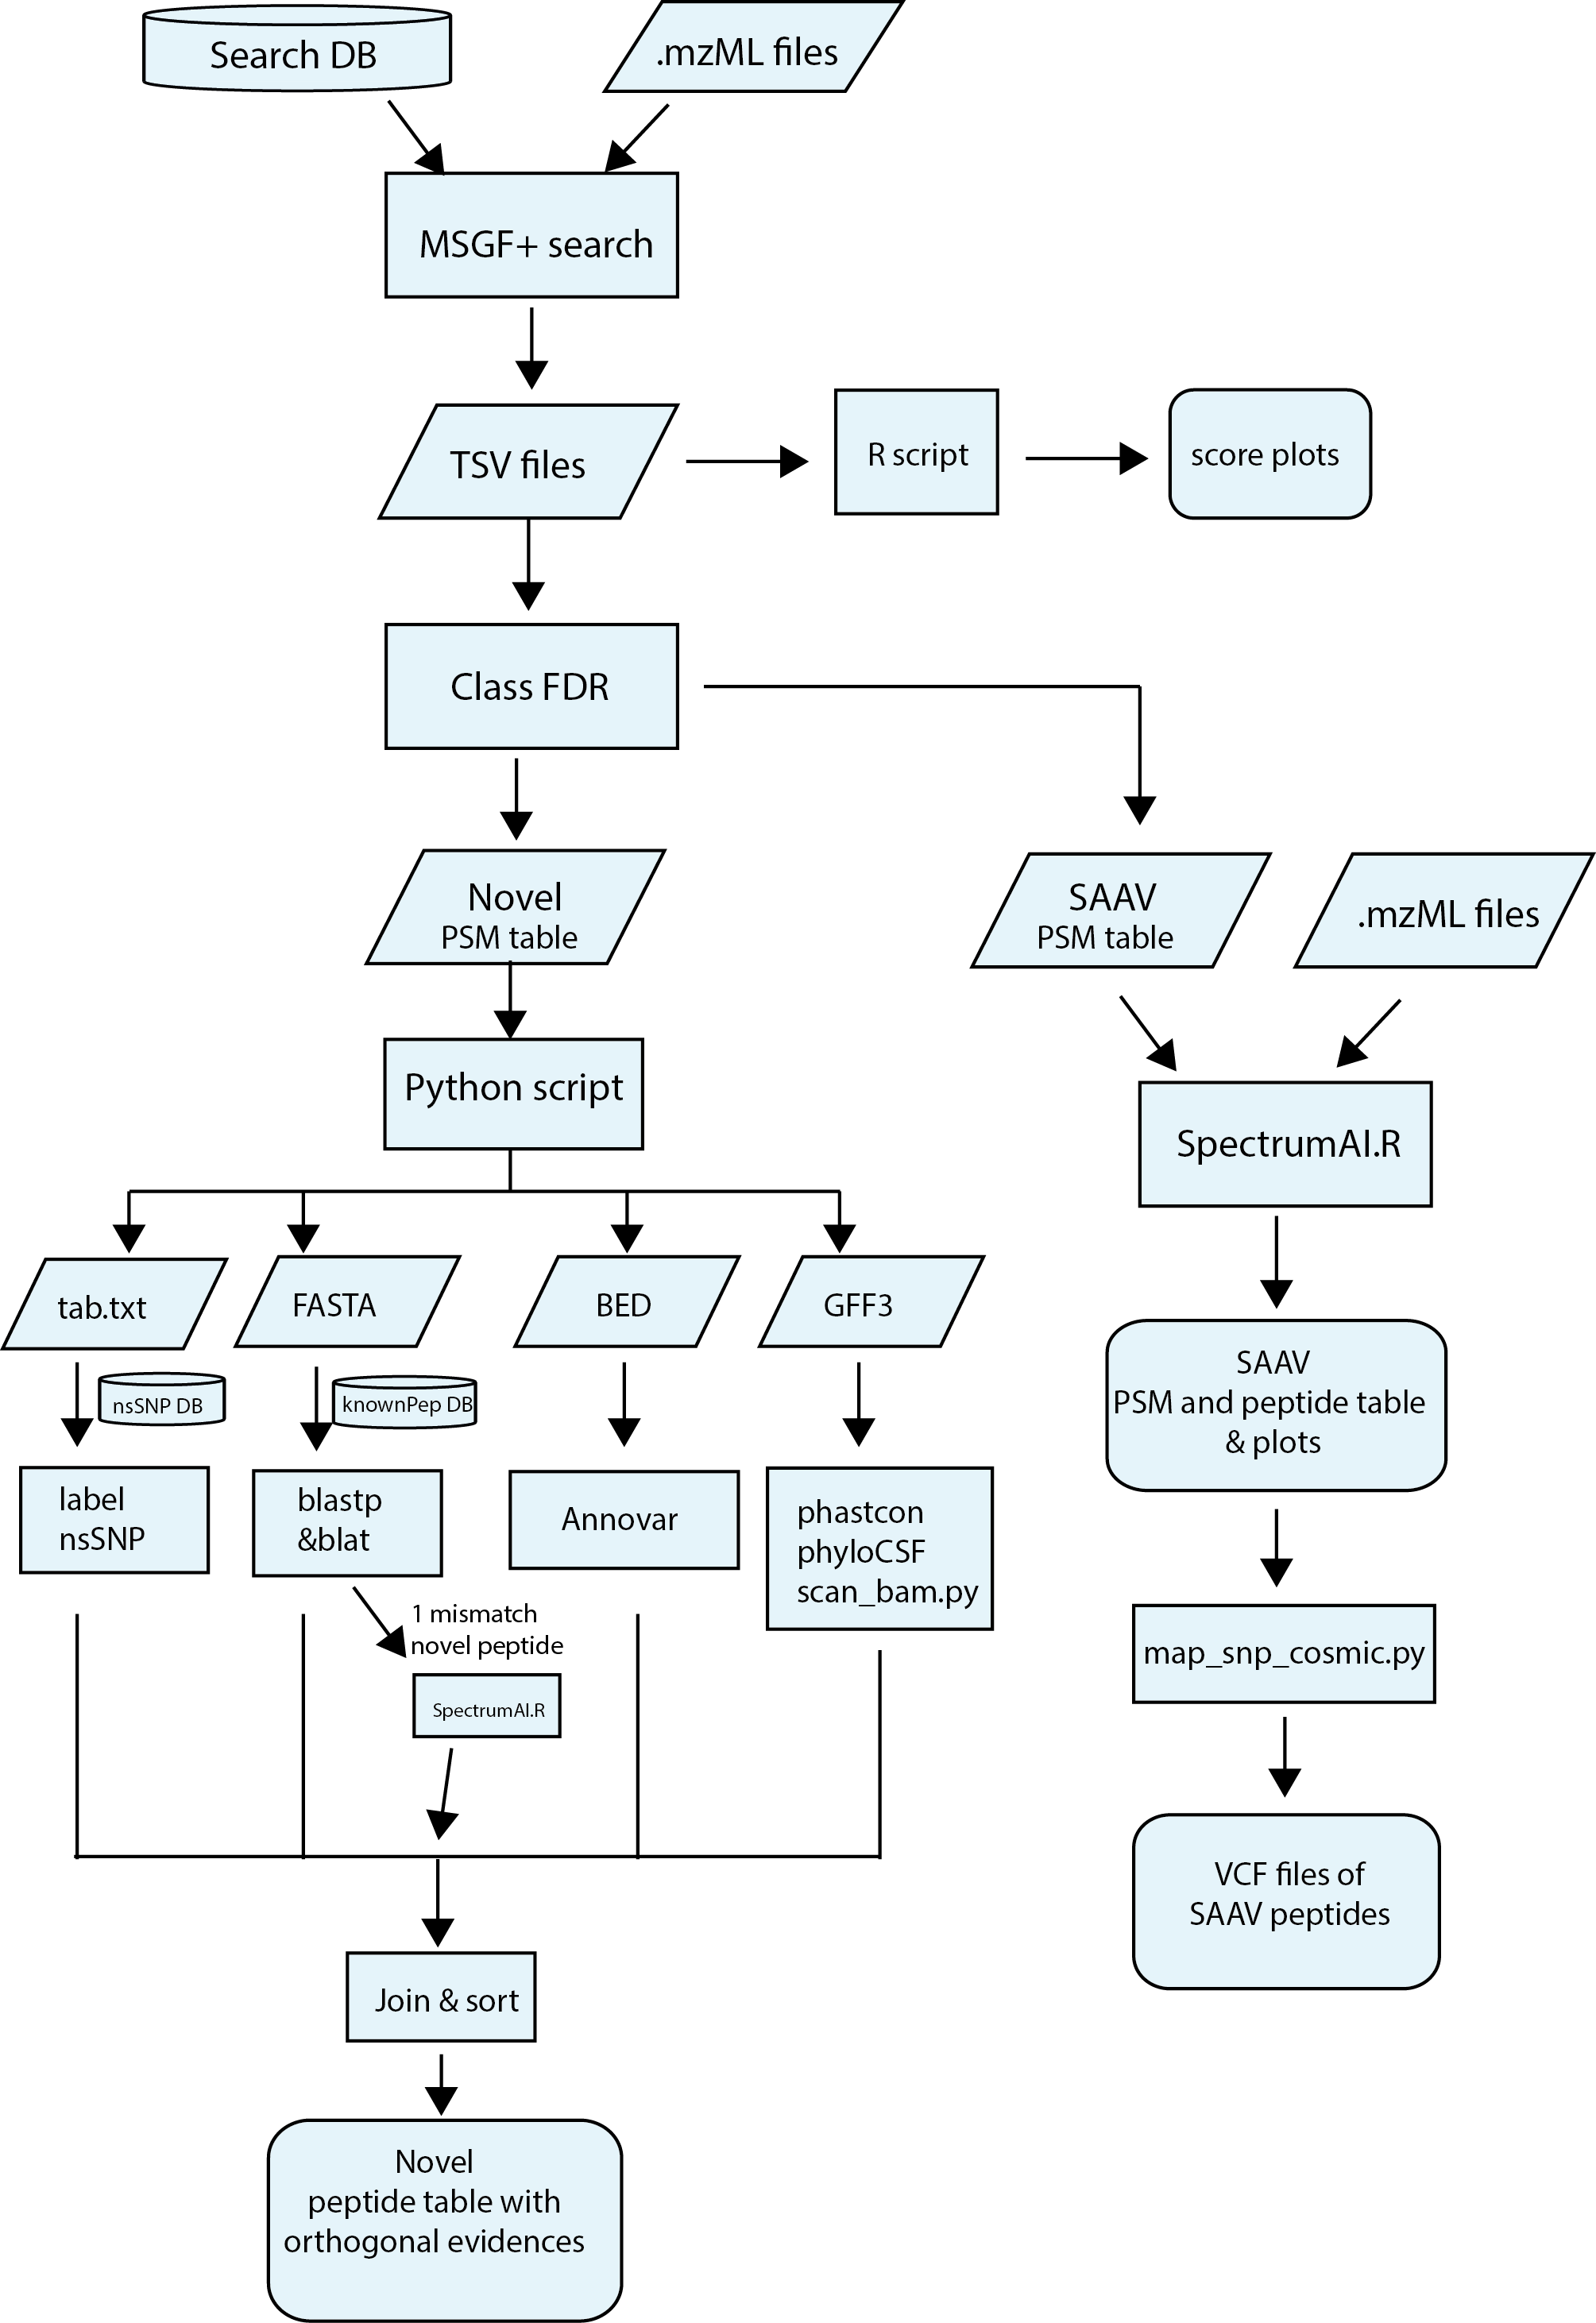 Search DB
.mzML files
MSGF+ search
TSV files
R script
score plots
Class FDR
Novel
PSM table
SAAV
PSM table
.mzML files
Python script
SpectrumAI.R
tab.txt
FASTA
BED
GFF3
nsSNP DB
knownPep DB
SAAV
PSM and peptide table
& plots
label
nsSNP
blastp
&blat
Annovar
phastcon
phyloCSF
scan_bam.py
1 mismatch
novel peptide
SpectrumAI.R
map_snp_cosmic.py
VCF files of
SAAV peptides
Join & sort
Novel
peptide table with
orthogonal evidences